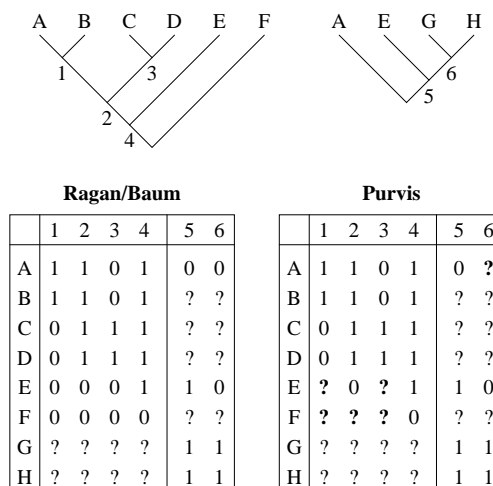 A B C D E F A E G H
1 3 6
5
2
4
Ragan/Baum Purvis
1 2 3 4 5 6 1 2 3 4 5 6
A 1 1 0 1 0 0 A 1 1 0 1 0 ?
B 1 1 0 1 ? ? B 1 1 0 1 ? ?
C 0 1 1 1 ? ? C 0 1 1 1 ? ?
D 0 1 1 1 ? ? D 0 1 1 1 ? ?
E 0 0 0 1 1 0 E ? 0 ? 1 1 0
F 0 0 0 0 ? ? F ? ? ? 0 ? ?
G ? ? ? ? 1 1 G ? ? ? ? 1 1
H ? ? ? ? 1 1 H ? ? ? ? 1 1